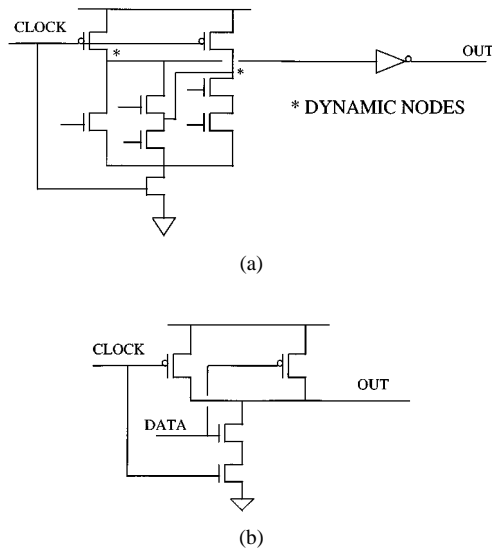 CLOCK
OUT
*
*
* DYNAMIC NODES
(a)
CLOCK
OUT
DATA
(b)